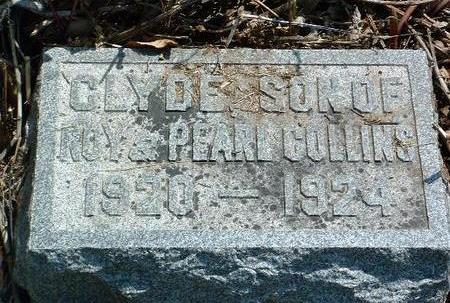 CLYDE, SON OF
ROY & PEARL COLLINS
1920 — 1924